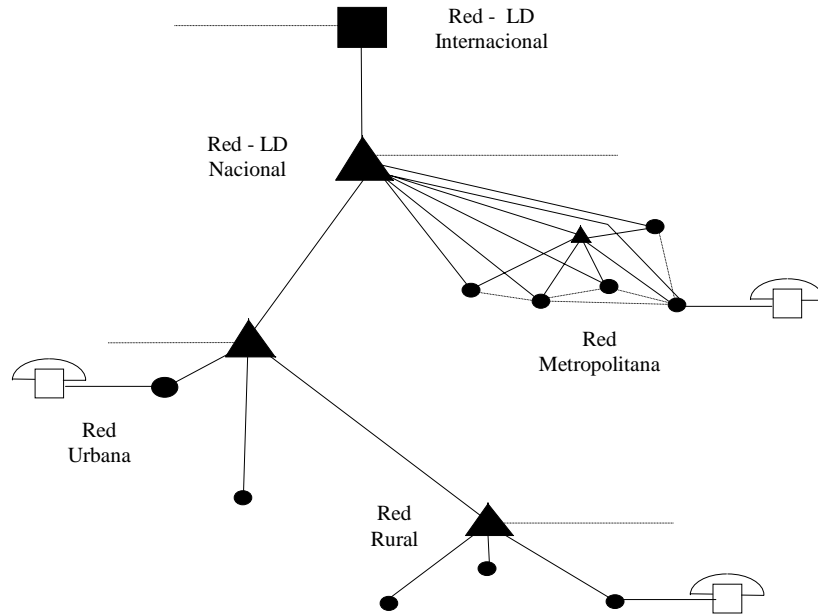 Red - LD
Internacional
Red - LD
Nacional
Red
Metropolitana
Red
Urbana
Red
Rural